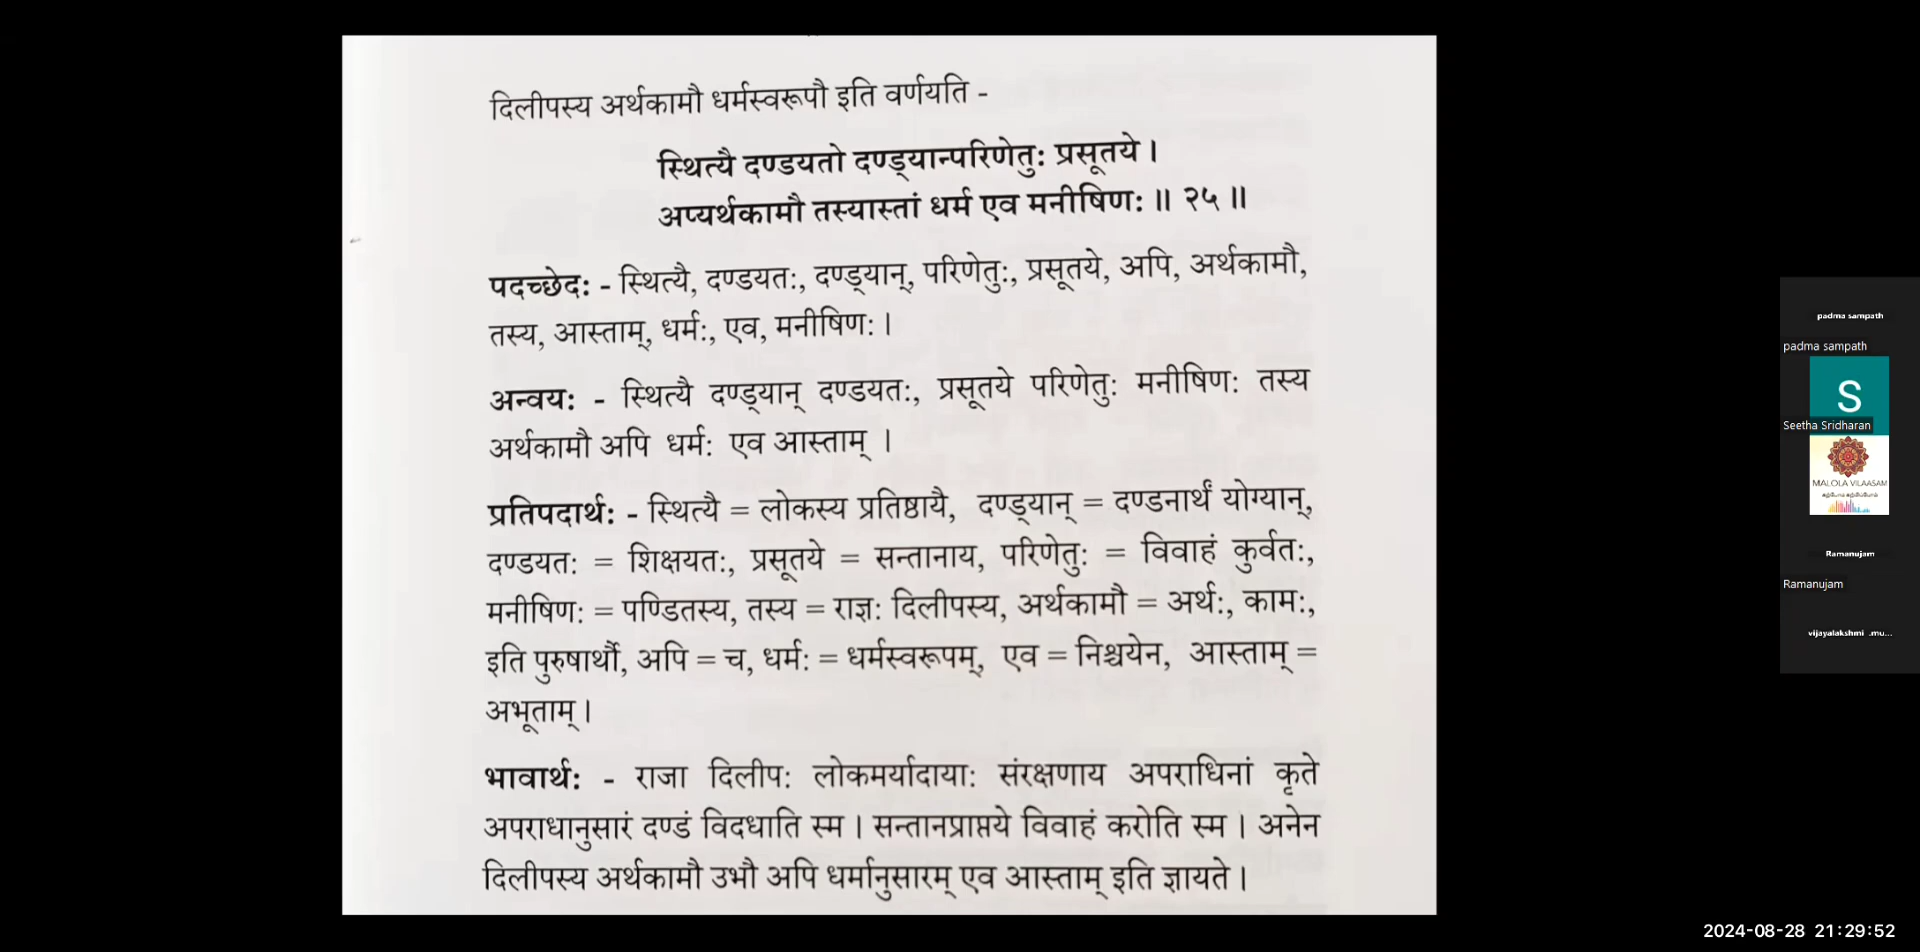 दिलीपस्य अर्थकामौ धर्मस्वरूपौ इति वर्णयति -
स्थित्यै दण्डयतो दण्ड्यान्परिणेतुः प्रसूतये ।
अप्यर्थकामौ तस्यास्तां धर्म एव मनीषिणः ॥ २५ ॥
पदच्छेदः - स्थित्यै, दण्डयतः, दण्ड्यान्, परिणेतुः, प्रसूतये, अपि, अर्थकामौ,
तस्य, आस्ताम्, धर्मः, एव, मनीषिणः ।
अन्वयः - स्थित्यै दण्ड्यान् दण्डयतः, प्रसूतये परिणेतुः मनीषिणः तस्य
अर्थकामौ अपि धर्मः एव आस्ताम् ।
प्रतिपदार्थः - स्थित्यै = लोकस्य प्रतिष्ठायै, दण्ड्यान् = दण्डनार्थं योग्यान्,
दण्डयतः = शिक्षयतः, प्रसूतये = सन्तानाय, परिणेतुः = विवाहं कुर्वतः,
मनीषिणः = पण्डितस्य, तस्य = राज्ञः दिलीपस्य, अर्थकामौ = अर्थः, कामः,
इति पुरुषार्थौ, अपि = च, धर्मः = धर्मस्वरूपम्, एव = निश्चयेन, आस्ताम् =
अभूताम् ।
भावार्थः - राजा दिलीपः लोकमर्यादायाः संरक्षणाय अपराधिनां कृते
अपराधानुसारं दण्डं विदधाति स्म । सन्तानप्राप्तये विवाहं करोति स्म । अनेन
दिलीपस्य अर्थकामौ उभौ अपि धर्मानुसारम् एव आस्ताम् इति ज्ञायते ।
padma sampath
padma sampath
S
Seetha Sridharan
MALOLA VILAASAM
Ramanujam
Ramanujam
vijayalakshmi .mu...
2024-08-28 21:29:52